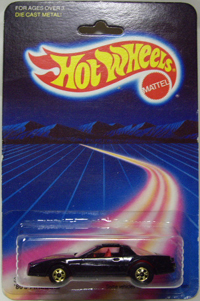 FOR AGES OVER 3
DIE CAST METAL!
Hot Wheels
MATTEL